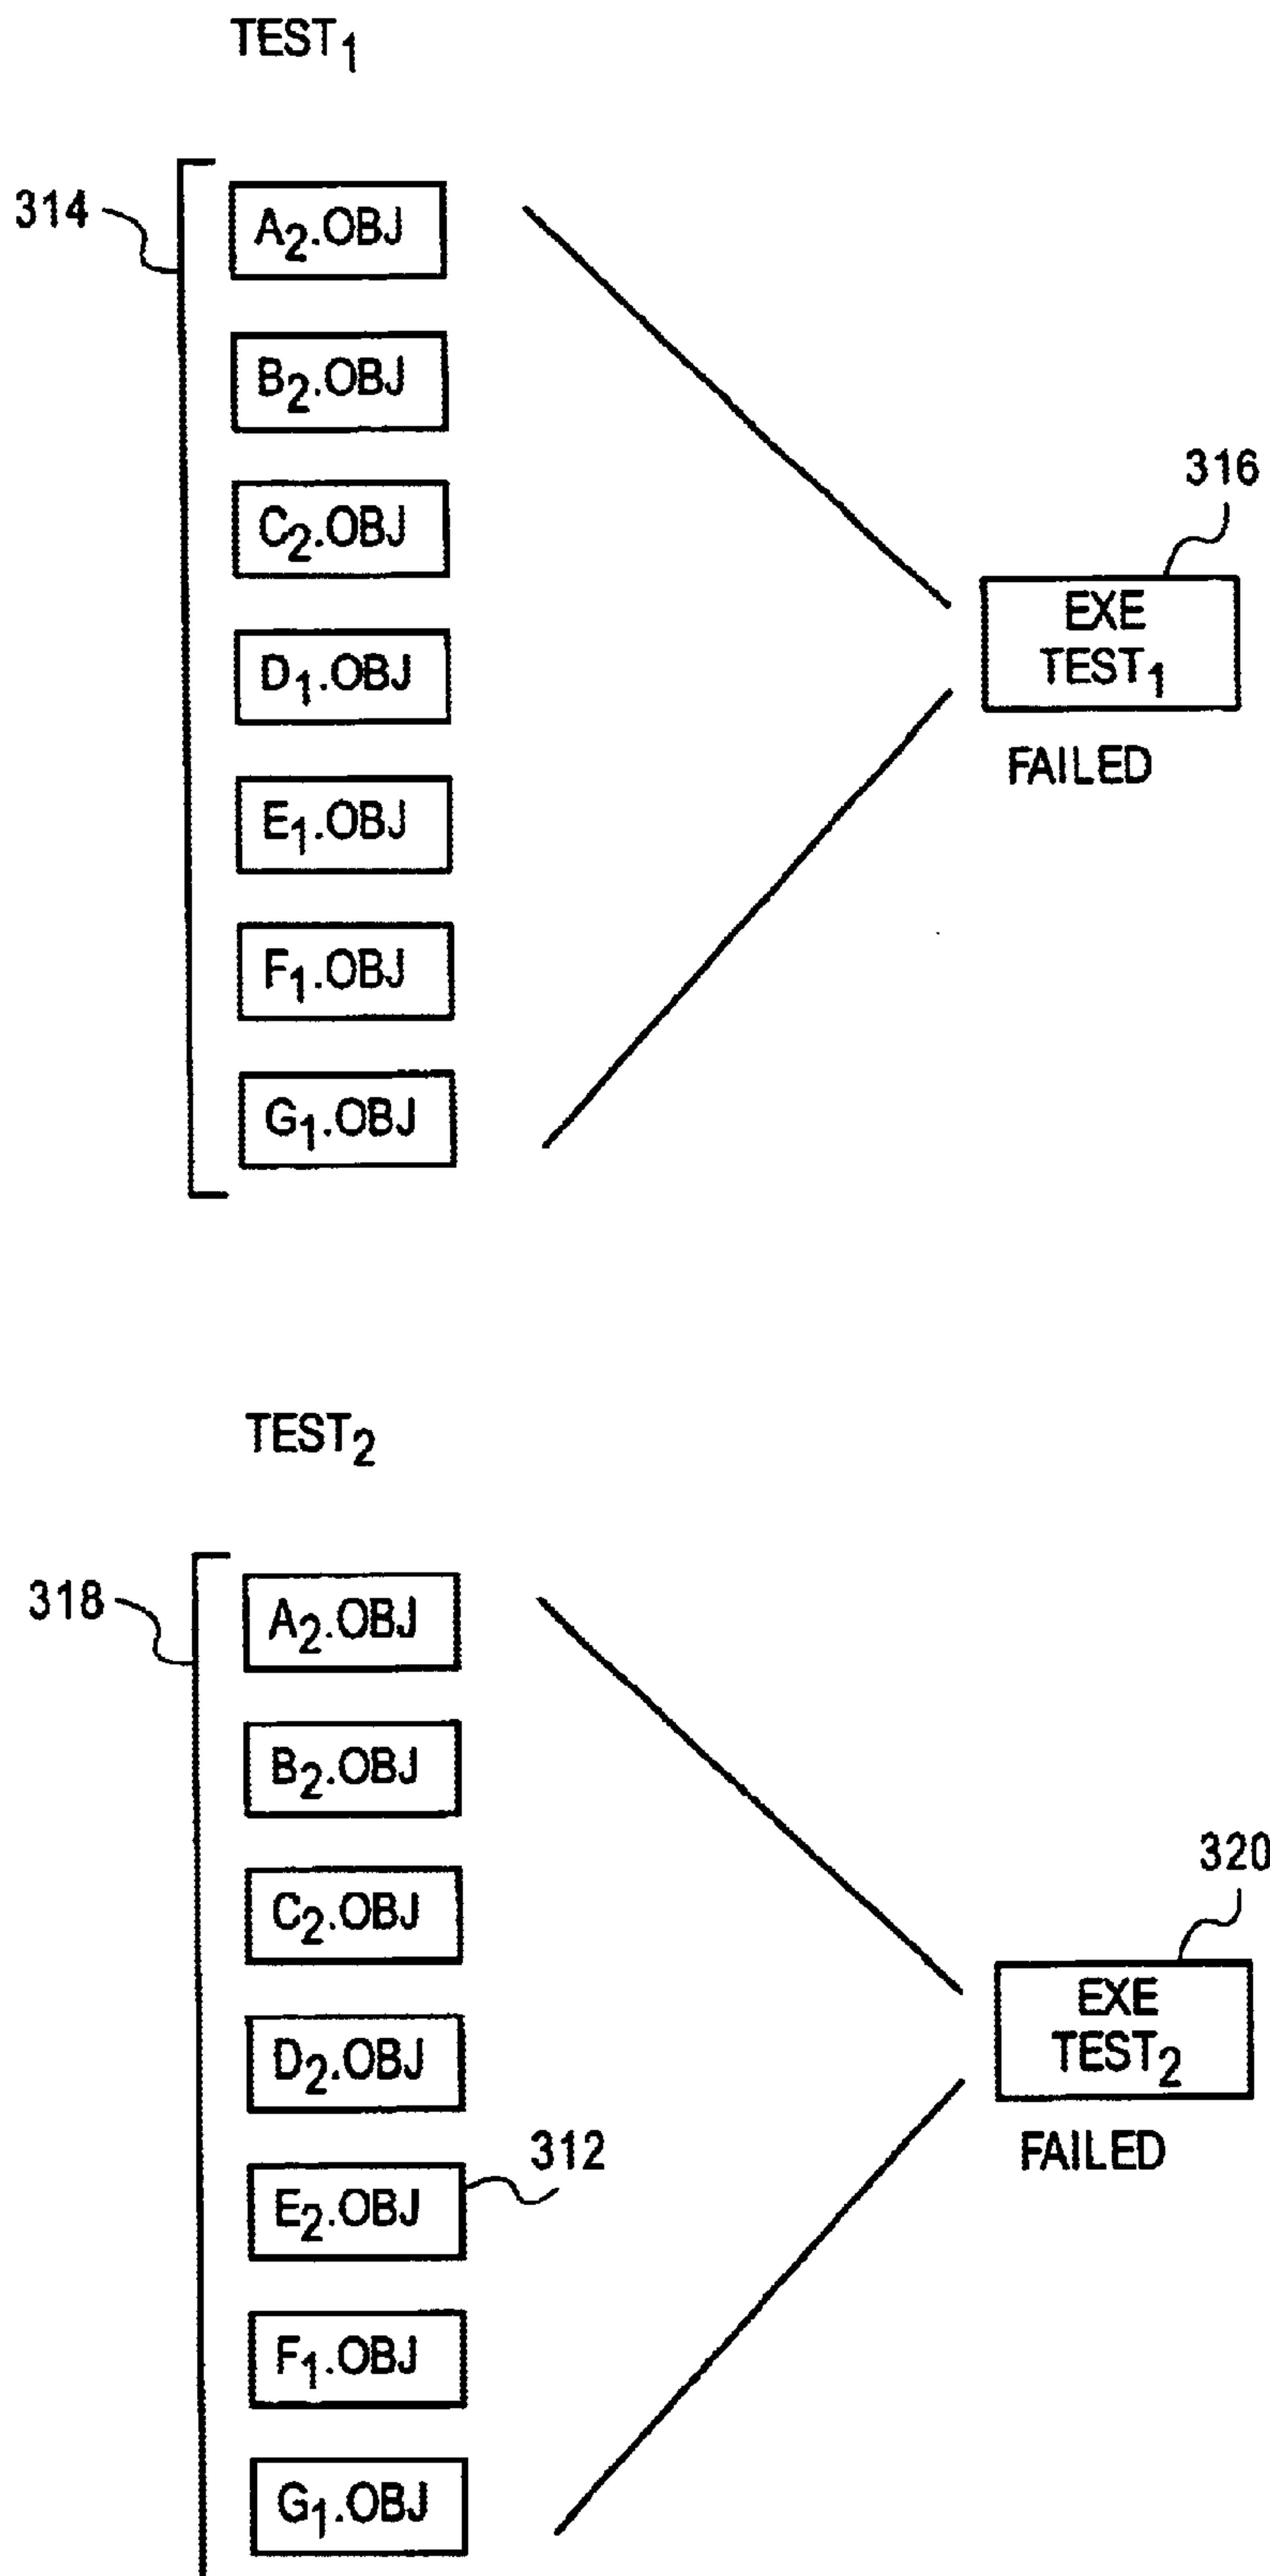 TEST₁
314
A₂.OBJ
B₂.OBJ
C₂.OBJ
D₁.OBJ
E₁.OBJ
F₁.OBJ
G₁.OBJ
316
EXE
TEST₁
FAILED
TEST₂
318
A₂.OBJ
B₂.OBJ
C₂.OBJ
D₂.OBJ
312
E₂.OBJ
F₁.OBJ
G₁.OBJ
320
EXE
TEST₂
FAILED